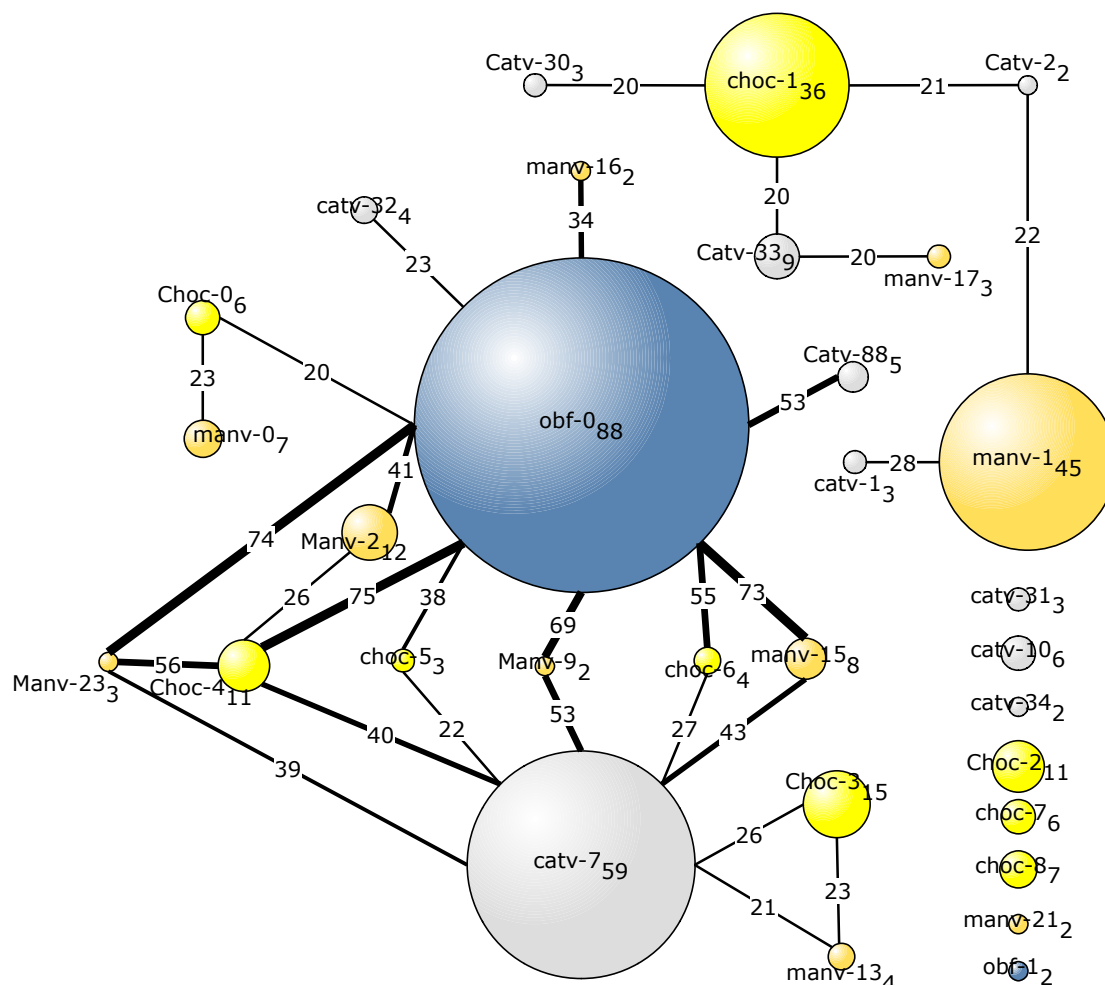 Catv-30₃
choc-1₃₆
Catv-2₂
20
21
manv-16₂
catv-32₄
34
20
22
23
Catv-33₉
20
manv-17₃
Choc-0₆
23
20
manv-0₇
obf-0₈₈
Catv-88₅
53
catv-1₃
28
manv-1₄₅
41
74
Manv-2₁₂
26
75
38
69
55
73
Manv-23₃
56
Choc-4₁₁
choc-5₃
Manv-9₂
choc-6₄
manv-15₈
39
40
22
53
27
43
catv-7₅₉
Choc-3₁₅
26
23
21
manv-13₄
catv-31₃
catv-10₆
catv-34₂
Choc-2₁₁
choc-7₆
choc-8₇
manv-21₂
obf-1₂